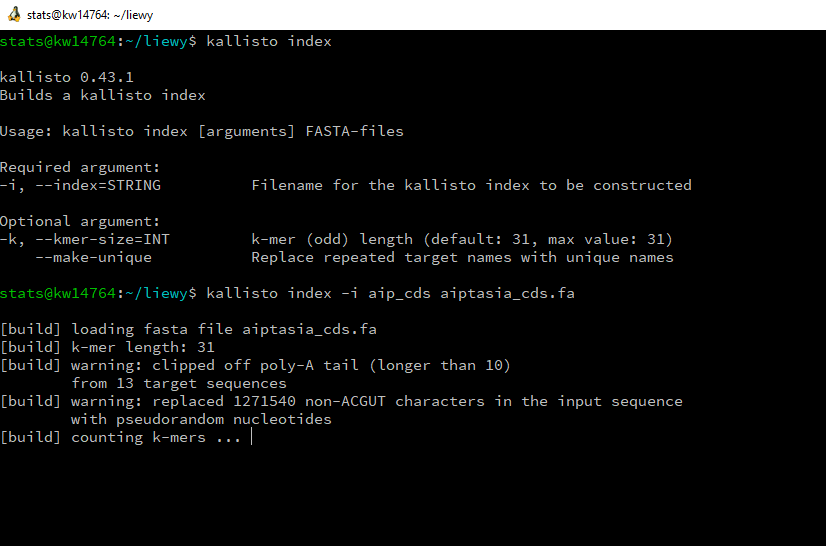 stats@kw14764: ~/liewy
stats@kw14764:~/liewy$ kallisto index
kallisto 0.43.1
Builds a kallisto index
Usage: kallisto index [arguments] FASTA-files
Required argument:
-i, --index=STRING Filename for the kallisto index to be constructed
Optional argument:
-k, --kmer-size=INT k-mer (odd) length (default: 31, max value: 31)
--make-unique Replace repeated target names with unique names
stats@kw14764:~/liewy$ kallisto index -i aip_cds aiptasia_cds.fa
[build] loading fasta file aiptasia_cds.fa
[build] k-mer length: 31
[build] warning: clipped off poly-A tail (longer than 10)
from 13 target sequences
[build] warning: replaced 1271540 non-ACGUT characters in the input sequence
with pseudorandom nucleotides
[build] counting k-mers ...